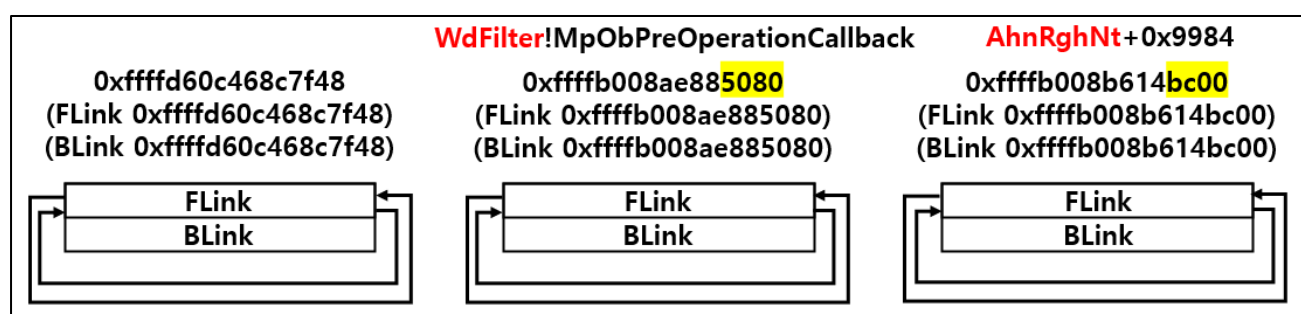 WdFilter!MpObPreOperationCallback
AhnRghNt+0x9984
0xffffd60c468c7f48
(FLink 0xffffd60c468c7f48)
(BLink 0xffffd60c468c7f48)
0xffffb008ae885080
(FLink 0xffffb008ae885080)
(BLink 0xffffb008ae885080)
0xffffb008b614bc00
(FLink 0xffffb008b614bc00)
(BLink 0xffffb008b614bc00)
FLink
BLink
FLink
BLink
FLink
BLink